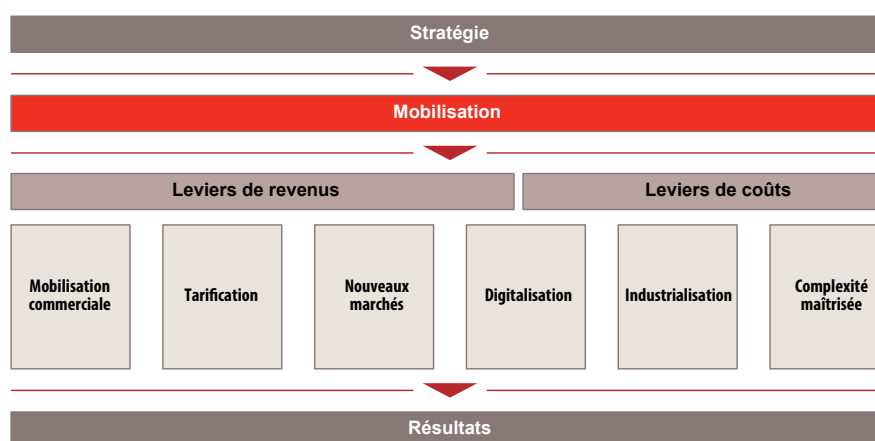 Stratégie
Mobilisation
Leviers de revenus
Leviers de coûts
Mobilisation
commerciale
Tarification
Nouveaux
marchés
Digitalisation
Industrialisation
Complexité
maîtrisée
Résultats